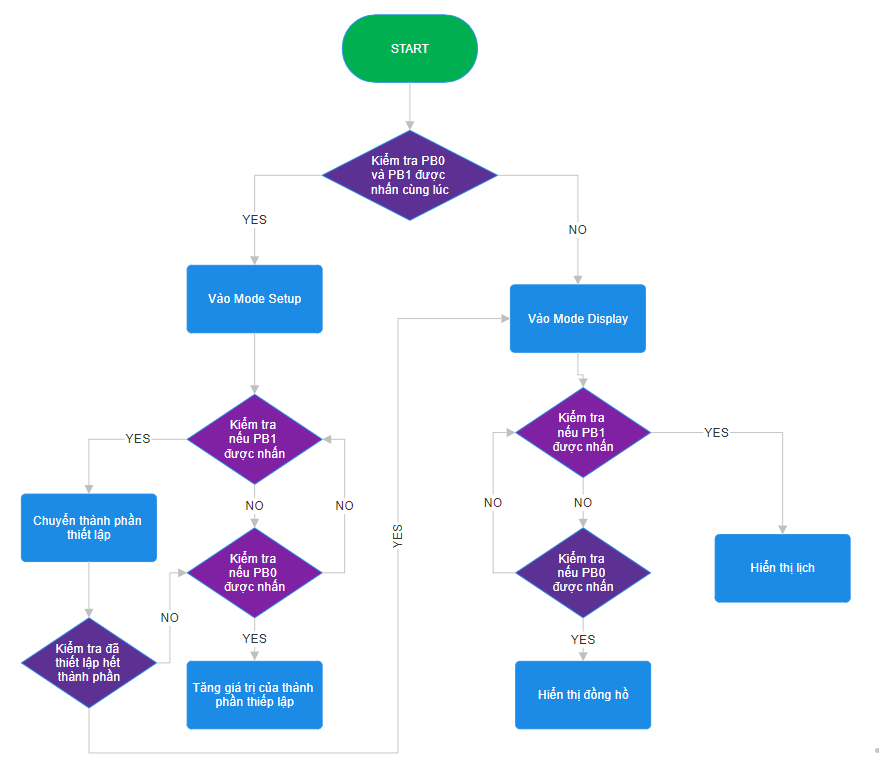 START
Kiểm tra PB0
và PB1 được
nhấn cùng lúc
YES
NO
Vào Mode Setup
Vào Mode Display
Kiểm tra
nếu PB1
được nhấn
YES
NO
NO
Chuyển thành phần
thiết lập
Kiểm tra
nếu PB0
được nhấn
NO
YES
Kiểm tra đã
thiết lập hết
thành phần
Tăng giá trị của thành
phần thiếp lập
YES
Kiểm tra
nếu PB1
được nhấn
YES
NO
NO
Kiểm tra
nếu PB0
được nhấn
Hiển thị lịch
YES
Hiển thị đồng hồ